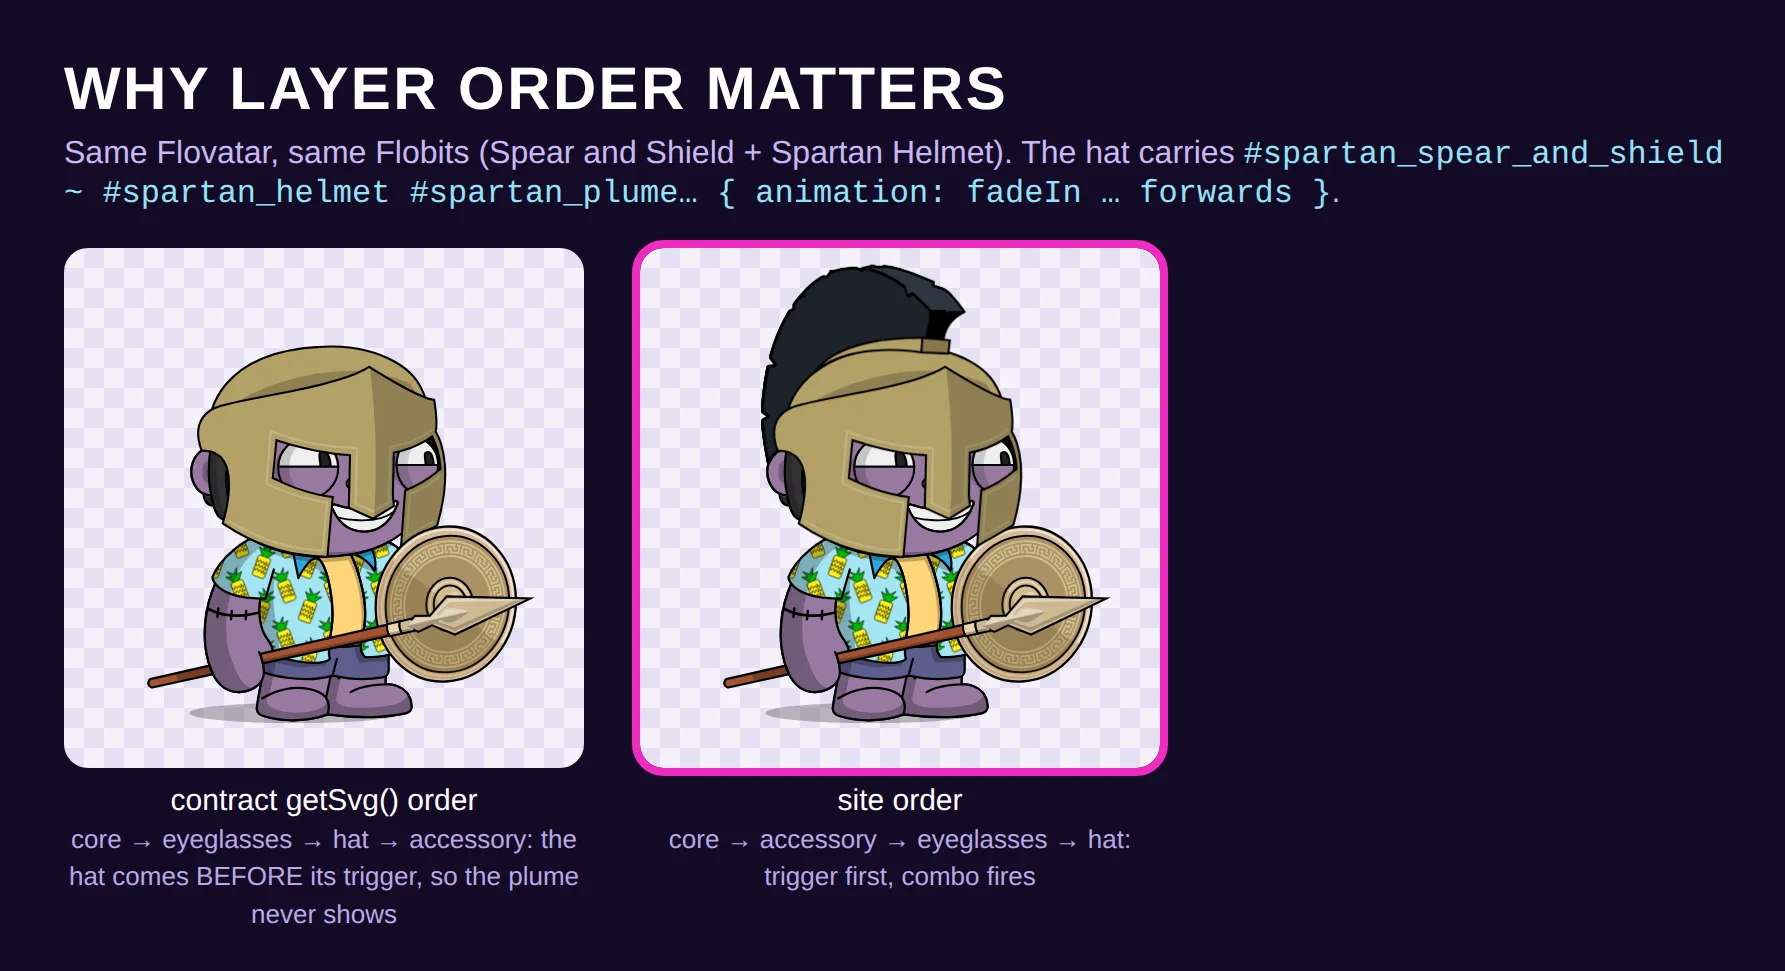 WHY LAYER ORDER MATTERS
Same Flovatar, same Flobits (Spear and Shield + Spartan Helmet). The hat carries #spartan_spear_and_shield
~ #spartan_helmet #spartan_plume… { animation: fadeIn … forwards }.
contract getSvg() order
core → eyeglasses → hat → accessory: the
hat comes BEFORE its trigger, so the plume
never shows
site order
core → accessory → eyeglasses → hat:
trigger first, combo fires